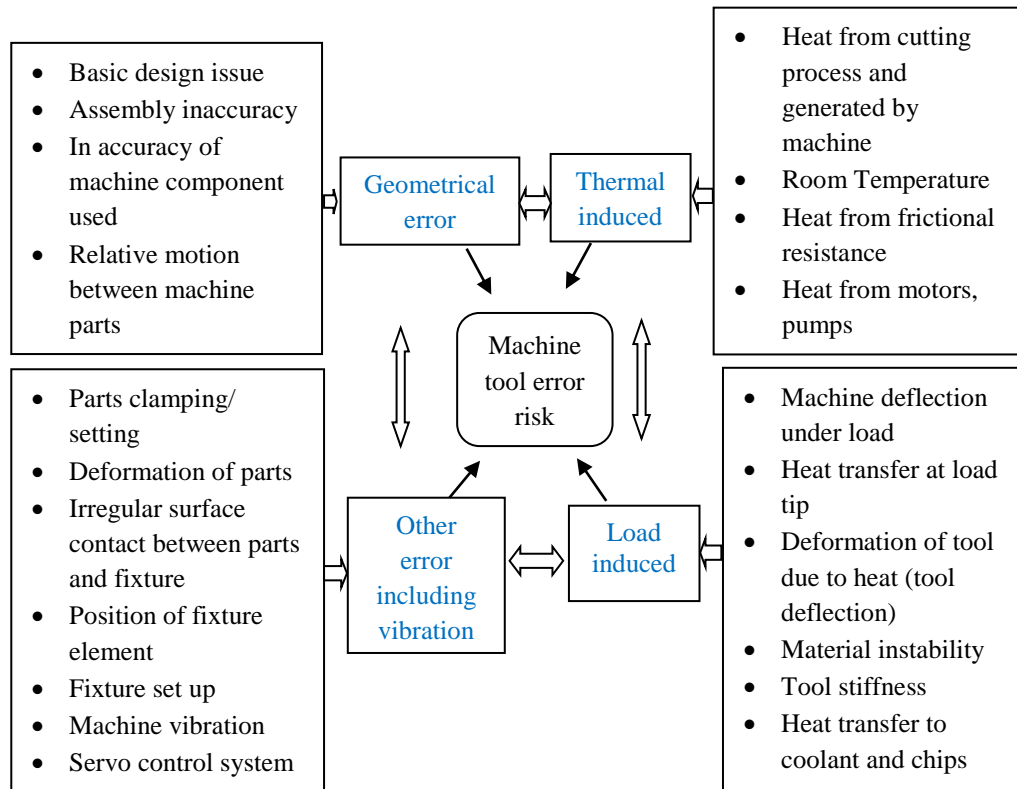 • Basic design issue
• Assembly inaccuracy
• In accuracy of
machine component
used
• Relative motion
between machine
parts
Geometrical
error
Thermal
induced
• Heat from cutting
process and
generated by
machine
• Room Temperature
• Heat from frictional
resistance
• Heat from motors,
pumps
Machine
tool error
risk
• Parts clamping/
setting
• Deformation of parts
• Irregular surface
contact between parts
and fixture
• Position of fixture
element
• Fixture set up
• Machine vibration
• Servo control system
Other
error
including
vibration
Load
induced
• Machine deflection
under load
• Heat transfer at load
tip
• Deformation of tool
due to heat (tool
deflection)
• Material instability
• Tool stiffness
• Heat transfer to
coolant and chips